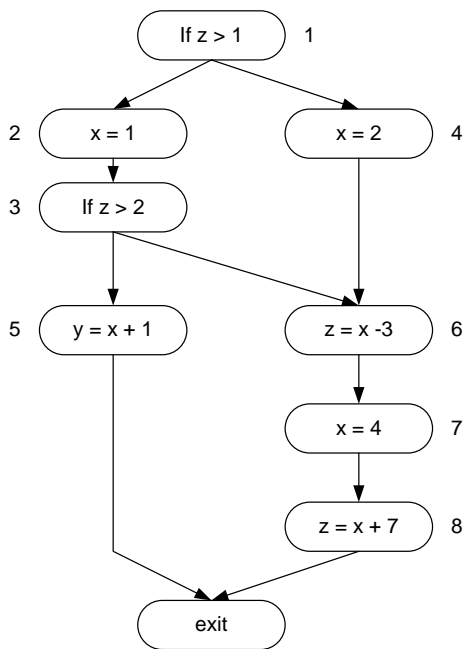 If z > 1 1
2 x = 1
x = 2 4
3 If z > 2
5 y = x + 1
z = x -3 6
x = 4 7
z = x + 7 8
exit